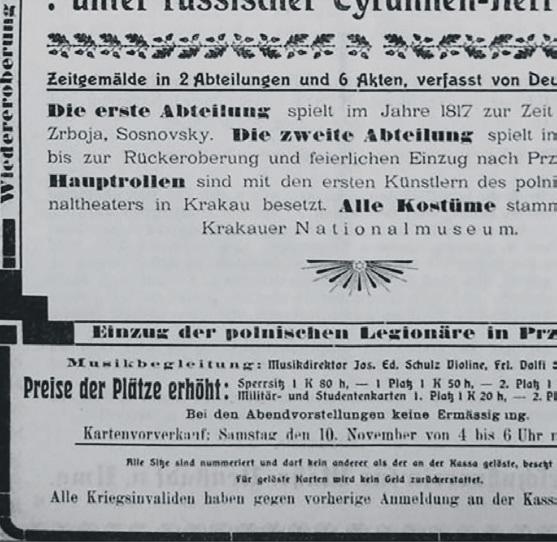 Wiedereroberung
: unter russischer Tyrannen-Herr
Zeitgemälde in 2 Abteilungen und 6 Akten, verfasst von Deu
Die erste Abteilung spielt im Jahre 1817 zur Zeit
Zrboja, Sosnovsky. Die zweite Abteilung spielt im
bis zur Rückeroberung und feierlichen Einzug nach Prz
Hauptrollen sind mit den ersten Künstlern des polni
naltheaters in Krakau besetzt. Alle Kostüme stamm
Krakauer Nationalmuseum.
Einzug der polnischen Legionäre in Prz
Musikbegleitung: Musikdirektor Jos. Ed. Schulz Violine, Frl. Dolfi
Preise der Plätze erhöht: Sperrsitz 1 K 80 h, — 1 Platz 1 K 50 h, — 2. Platz 1
Militär- und Studentenkarten 1. Platz 1 K 20 h, — 2. Pl
Bei den Abendvorstellungen keine Ermässig ng.
Kartenvorverkauf: Samstag den 10. November von 4 bis 6 Uhr n
Alle Sitze sind nummeriert und darf kein anderer als der an der Kassa gelöste, besetzt
Für gelöste Karten wird kein Geld zurückerstattet.
Alle Kriegsinvaliden haben gegen vorherige Anmeldung an der Kassa